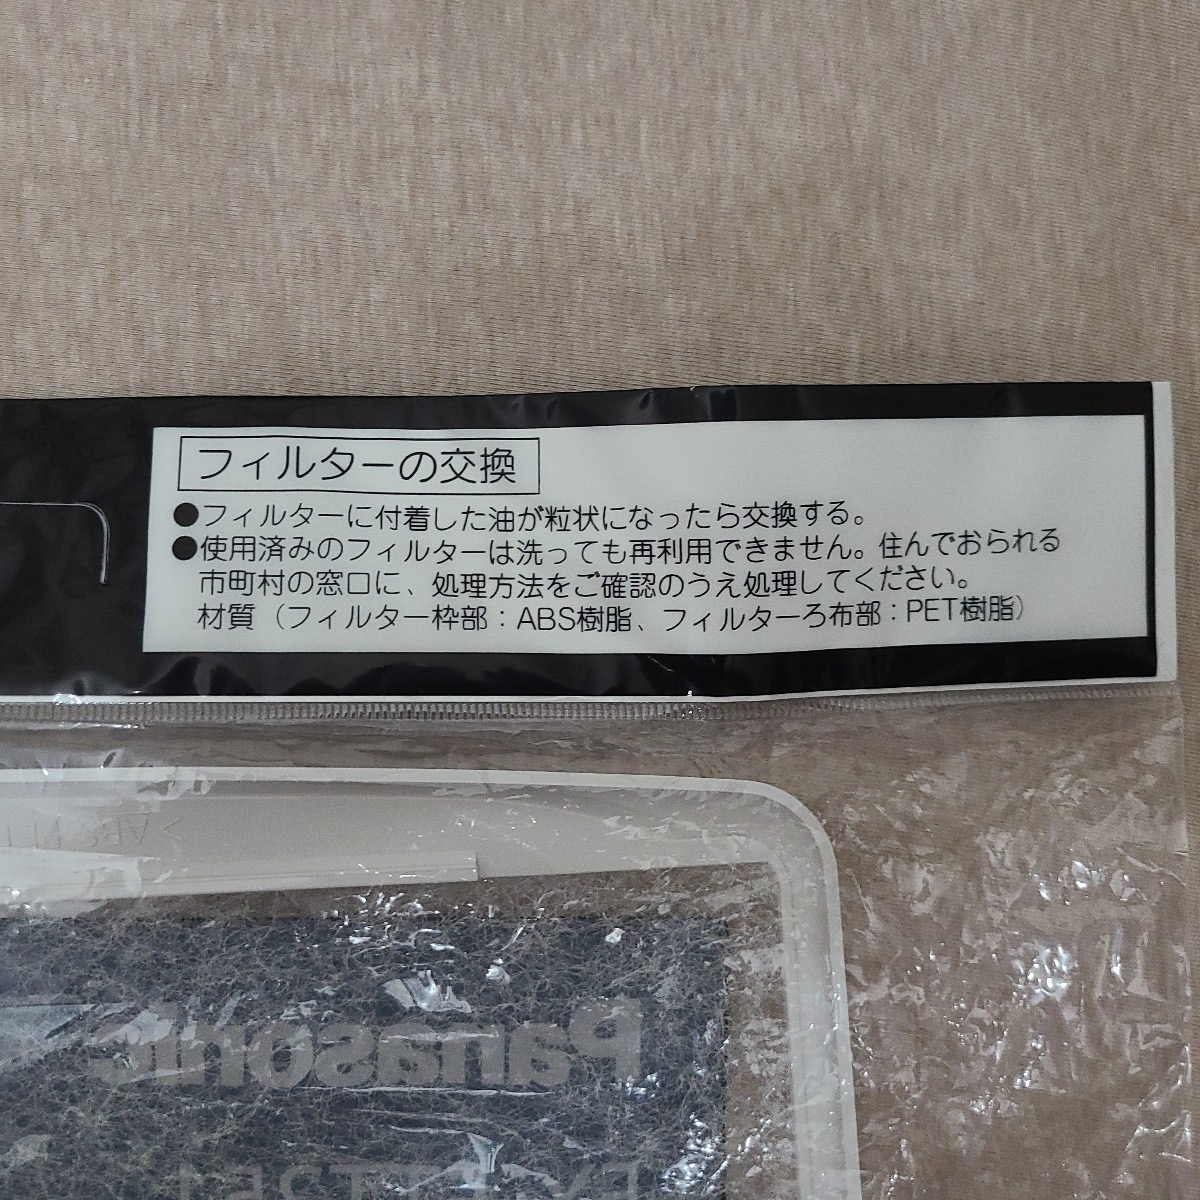 フィルターの交換
●フィルターに付着した油が粒状になったら交換する。
●使用済みのフィルターは洗っても再利用できません。住んでおられる
市町村の窓口に、処理方法をご確認のうえ処理してください。
材質（フィルター枠部：ABS樹脂、フィルターろ布部：PET樹脂）
Panasonic